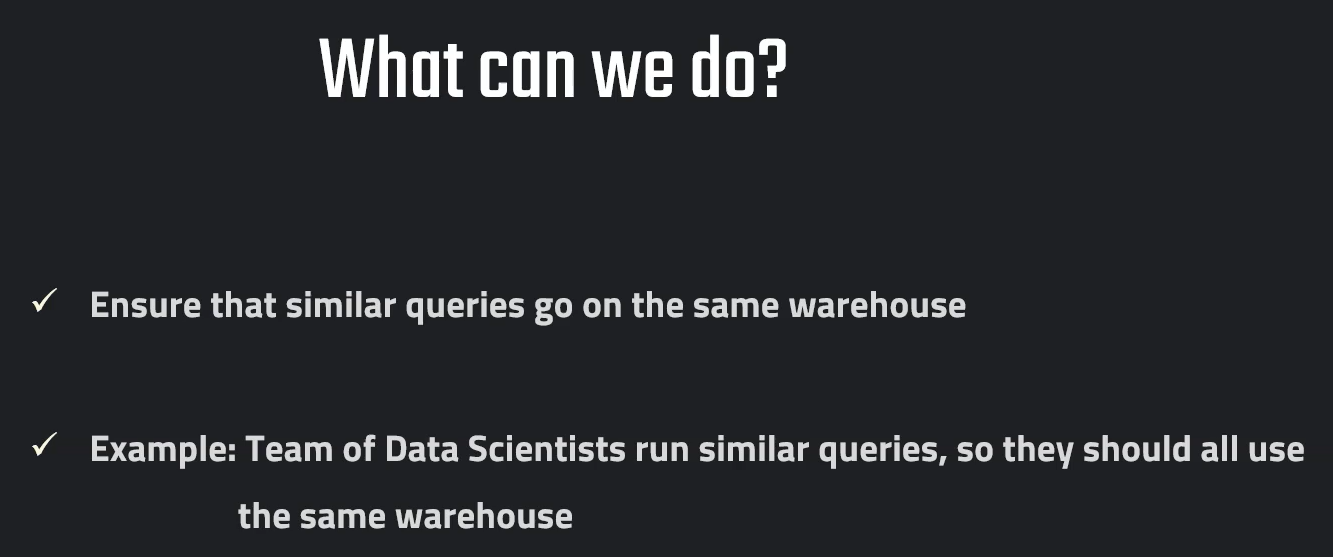 What can we do?
✓ Ensure that similar queries go on the same warehouse
✓ Example: Team of Data Scientists run similar queries, so they should all use
the same warehouse